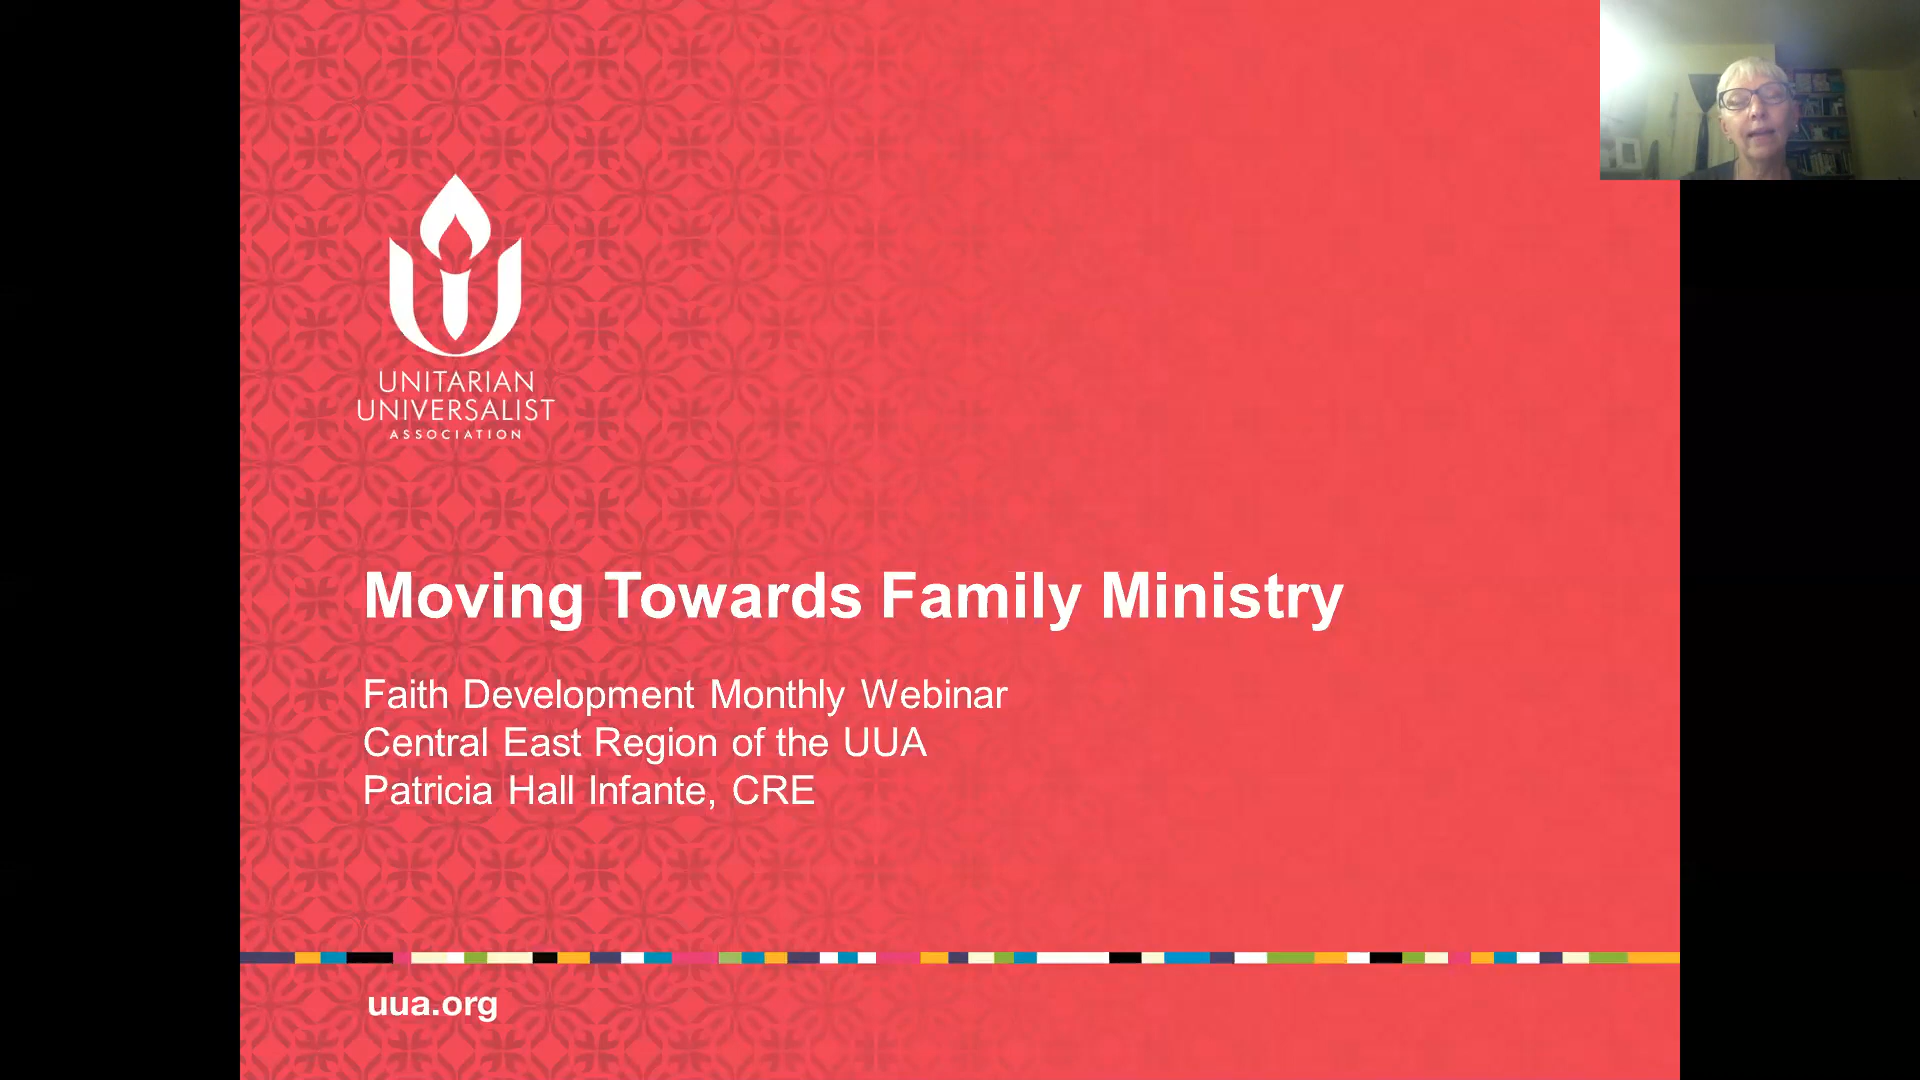 UNITARIAN
UNIVERSALIST
ASSOCIATION
Moving Towards Family Ministry
Faith Development Monthly Webinar
Central East Region of the UUA
Patricia Hall Infante, CRE
uua.org